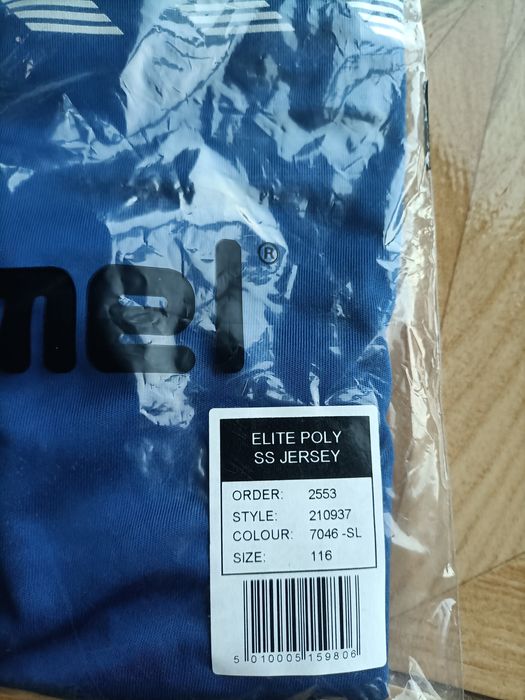 mel®
ELITE POLY
SS JERSEY
ORDER: 2553
STYLE: 210937
COLOUR: 7046 -SL
SIZE: 116
5 010005 159806